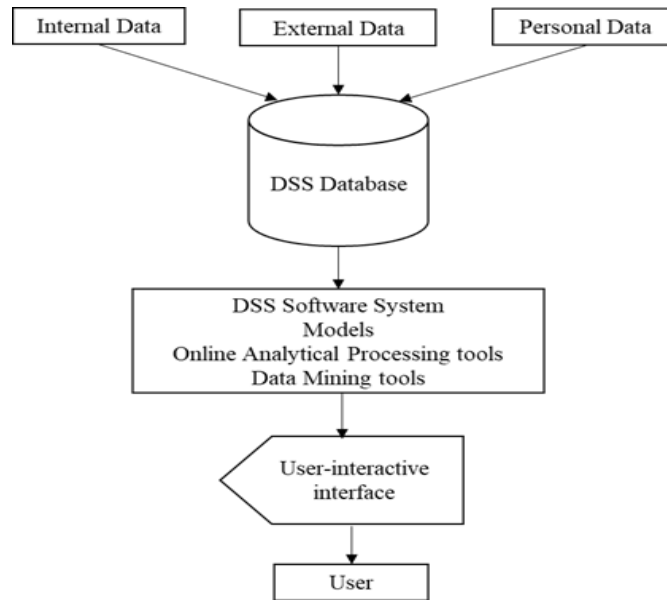 Internal Data
External Data
Personal Data
DSS Database
DSS Software System
Models
Online Analytical Processing tools
Data Mining tools
User-interactive
interface
User